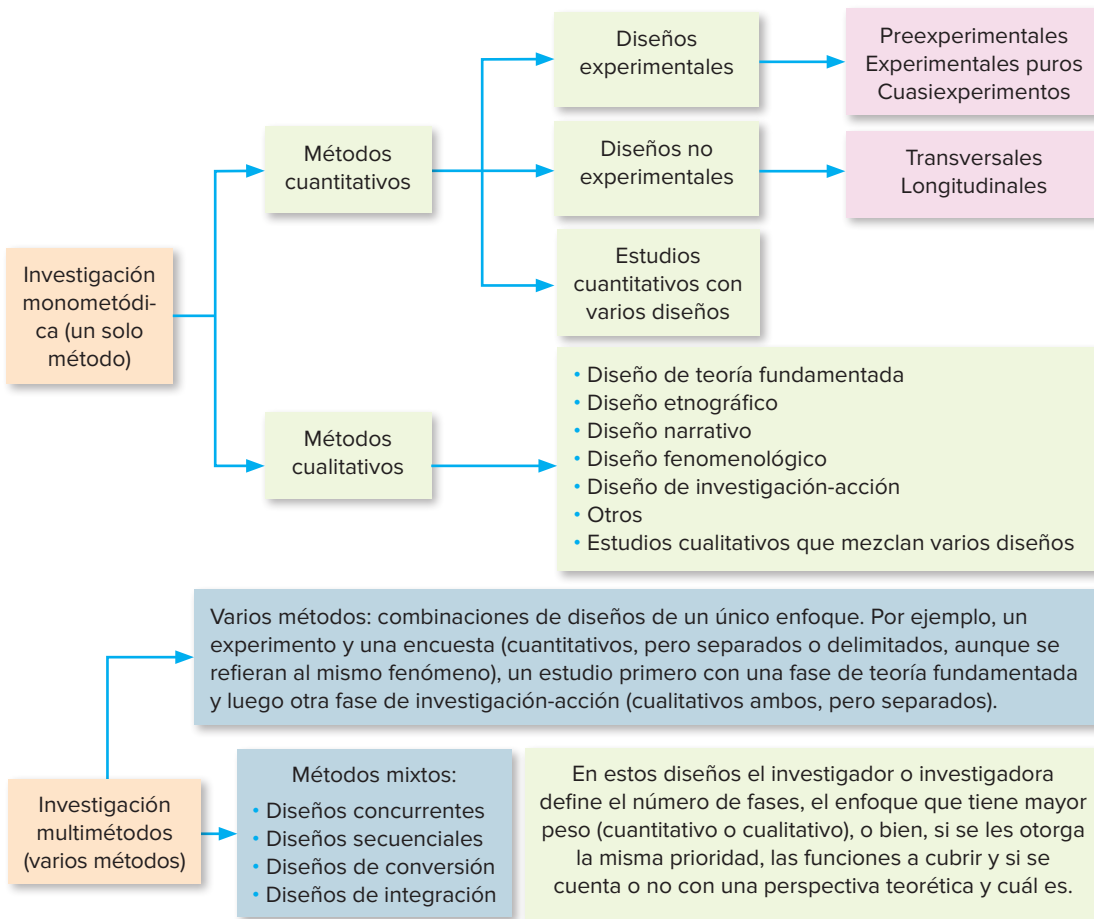 Diseños
experimentales
Preexperimentales
Experimentales puros
Cuasiexperimentos
Métodos
cuantitativos
Diseños no
experimentales
Transversales
Longitudinales
Estudios
cuantitativos con
varios diseños
Investigación
monometódi-
ca (un solo
método)
Métodos
cualitativos
• Diseño de teoría fundamentada
• Diseño etnográfico
• Diseño narrativo
• Diseño fenomenológico
• Diseño de investigación-acción
• Otros
• Estudios cualitativos que mezclan varios diseños
Varios métodos: combinaciones de diseños de un único enfoque. Por ejemplo, un
experimento y una encuesta (cuantitativos, pero separados o delimitados, aunque se
refieran al mismo fenómeno), un estudio primero con una fase de teoría fundamentada
y luego otra fase de investigación-acción (cualitativos ambos, pero separados).
Investigación
multimétodos
(varios métodos)
Métodos mixtos:
• Diseños concurrentes
• Diseños secuenciales
• Diseños de conversión
• Diseños de integración
En estos diseños el investigador o investigadora
define el número de fases, el enfoque que tiene mayor
peso (cuantitativo o cualitativo), o bien, si se les otorga
la misma prioridad, las funciones a cubrir y si se
cuenta o no con una perspectiva teorética y cuál es.